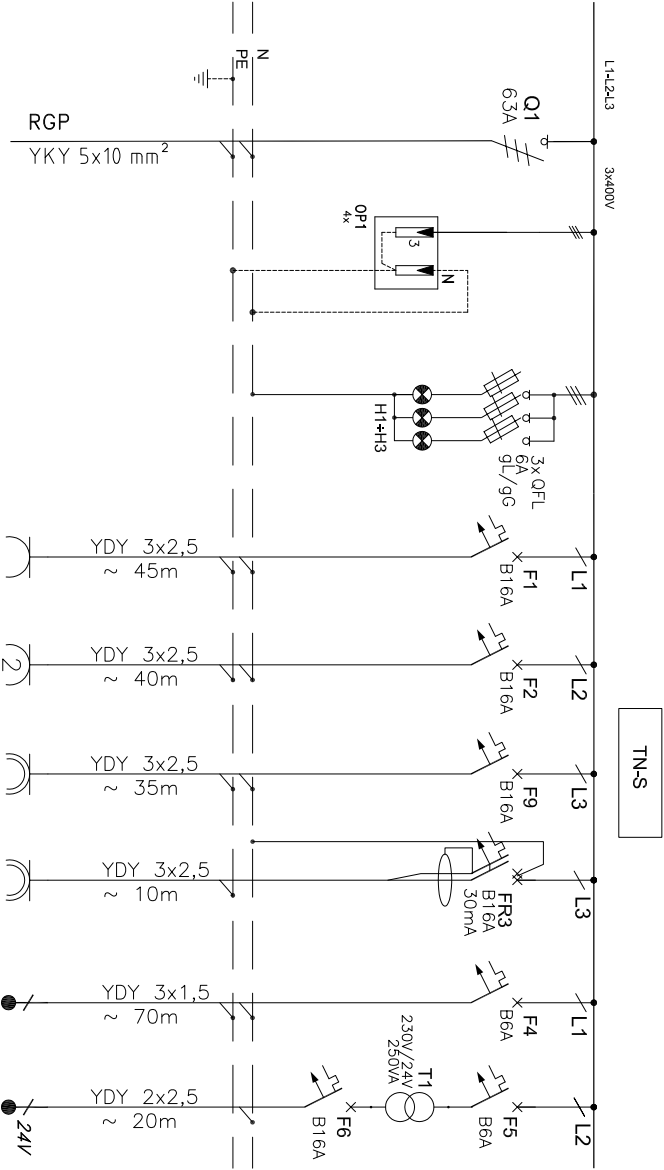 L1-L2-L3
3x400V
N
PE
RGP
YKY 5x10 mm²
Q1
63A
OP1
4x
3
N
H1÷H3
3x QFL
6A
gL/gG
TN-S
L1
F1
B16A
YDY 3x2,5
~ 45m
L2
F2
B16A
YDY 3x2,5
~ 40m
2
L3
F9
B16A
YDY 3x2,5
~ 35m
L3
FR3
B16A
30mA
YDY 3x2,5
~ 10m
L1
F4
B6A
YDY 3x1,5
~ 70m
L2
F5
B6A
T1
230V/24V
250VA
F6
B16A
YDY 2x2,5
~ 20m
24V